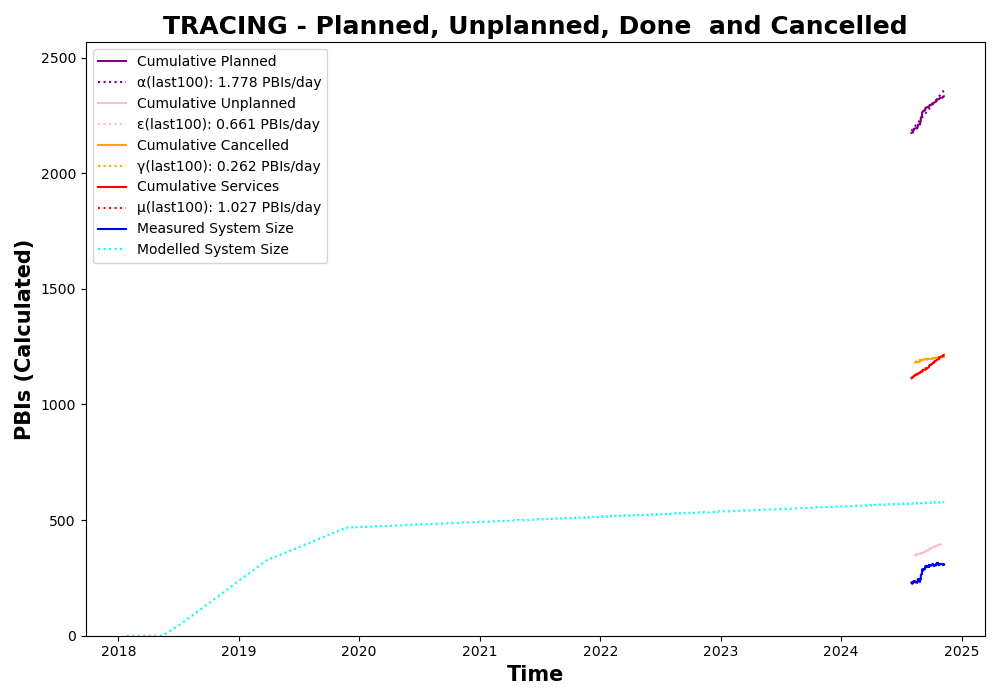 TRACING - Planned, Unplanned, Done  and Cancelled
PBIs (Calculated)
2500
2000
1500
1000
500
0
Cumulative Planned
α(last100): 1.778 PBIs/day
Cumulative Unplanned
ε(last100): 0.661 PBIs/day
Cumulative Cancelled
γ(last100): 0.262 PBIs/day
Cumulative Services
μ(last100): 1.027 PBIs/day
Measured System Size
Modelled System Size
2018 2019 2020 2021 2022 2023 2024 2025
Time